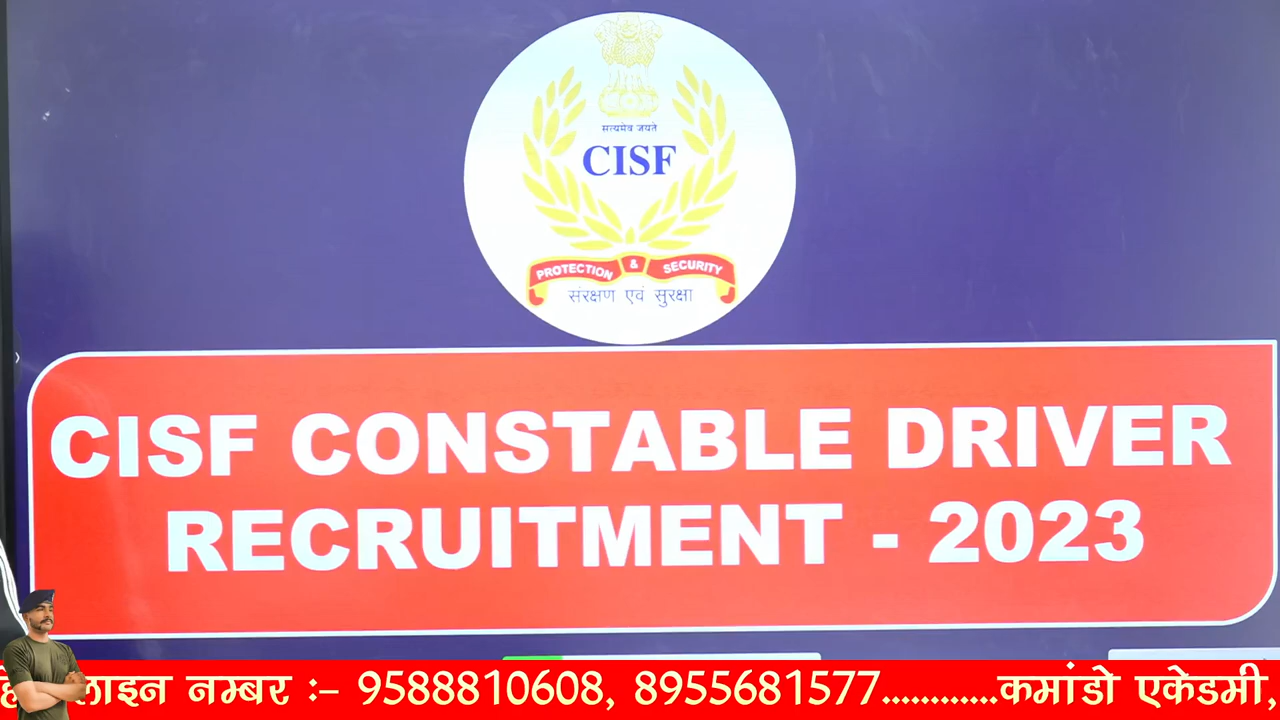 सत्यमेव जयते
CISF
PROTECTION & SECURITY
संरक्षण एवं सुरक्षा
CISF CONSTABLE DRIVER
RECRUITMENT - 2023
लाइन नम्बर :- 9588810608, 8955681577............कमांडो एकेडमी,